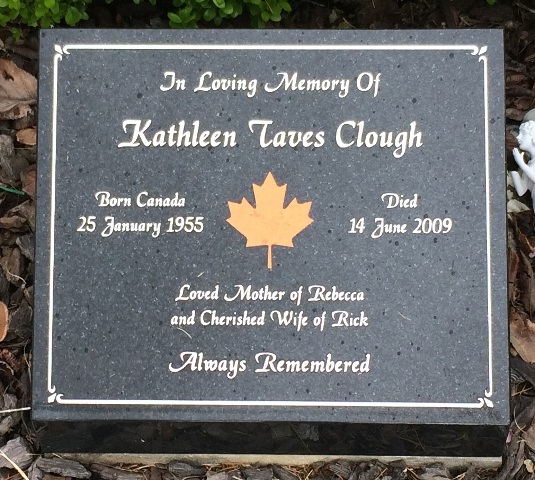 In Loving Memory Of
Kathleen Taves Clough
Born Canada
25 January 1955
Died
14 June 2009
Loved Mother of Rebecca
and Cherished Wife of Rick
Always Remembered